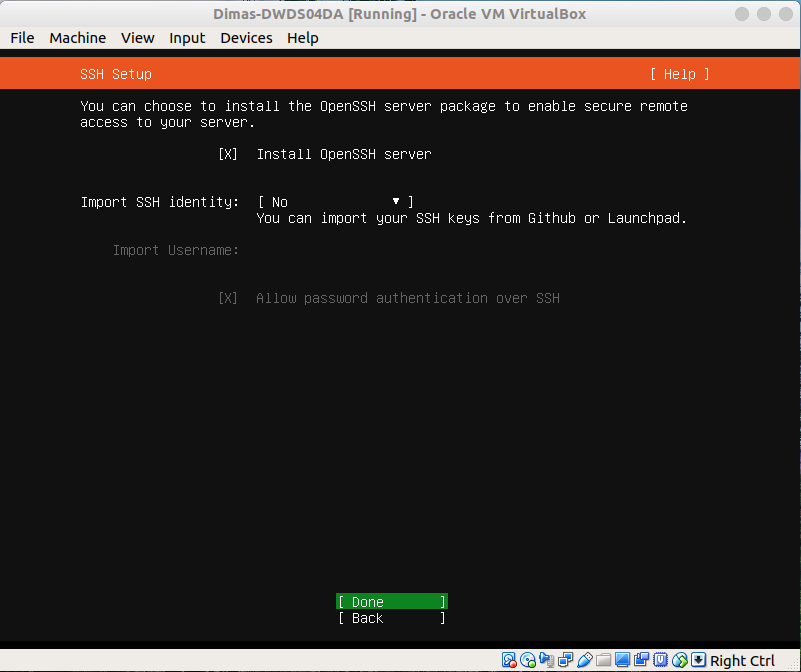 Dimas-DWDS04DA [Running] - Oracle VM VirtualBox
File Machine View Input Devices Help
SSH Setup [ Help ]
You can choose to install the OpenSSH server package to enable secure remote
access to your server.
[X] Install OpenSSH server
Import SSH identity: [ No ▾ ]
You can import your SSH keys from Github or Launchpad.
Import Username:
[X] Allow password authentication over SSH
[ Done ]
[ Back ]
Right Ctrl